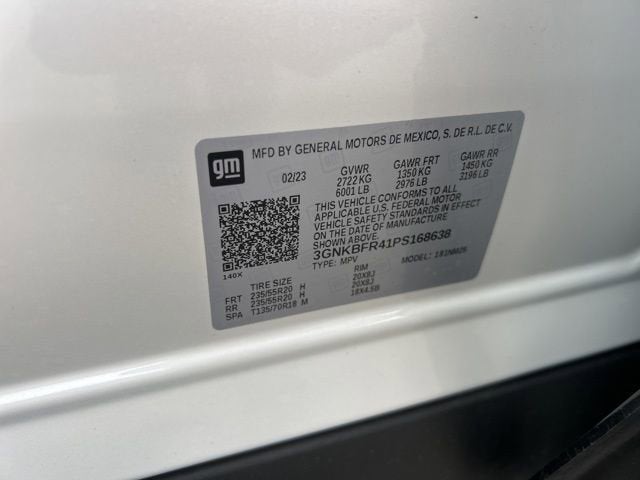 gm
MFD BY GENERAL MOTORS DE MEXICO, S. DE R.L. DE C.V.
02/23 GVWR GAWR FRT GAWR RR
2722 KG 1350 KG 1450 KG
6001 LB 2976 LB 3196 LB
THIS VEHICLE CONFORMS TO ALL
APPLICABLE U.S. FEDERAL MOTOR
VEHICLE SAFETY STANDARDS IN
EFFECT ON THE DATE OF MANUFACTURE
SHOWN ABOVE.
3GNKBFR41PS168638
140X TYPE: MPV MODEL: 1E1NM26
TIRE SIZE RIM
FRT 235/55R20 H 20X8J
RR 235/55R20 H 20X8J
SPA T135/70R18 M 18X4.5B